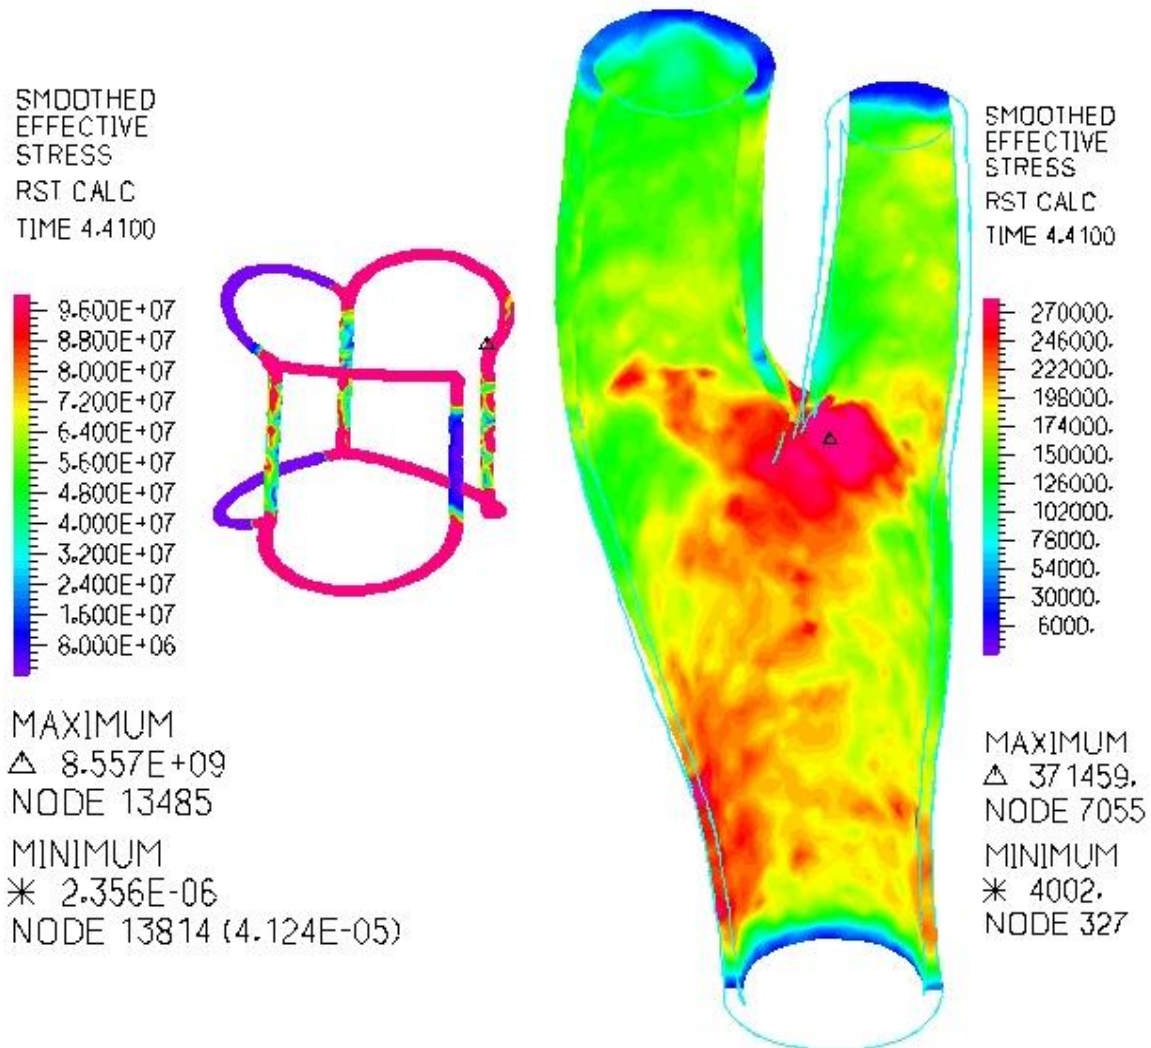 SMOOTHED
EFFECTIVE
STRESS
RST CALC
TIME 4.4100
9.600E+07
8.800E+07
8.000E+07
7.200E+07
6.400E+07
5.600E+07
4.800E+07
4.000E+07
3.200E+07
2.400E+07
1.600E+07
8.000E+06
MAXIMUM
△ 8.557E+09
NODE 13485
MINIMUM
* 2.356E-06
NODE 13814 (4.124E-05)
SMOOTHED
EFFECTIVE
STRESS
RST CALC
TIME 4.4100
270000.
246000.
222000.
198000.
174000.
150000.
126000.
102000.
78000.
54000.
30000.
6000.
MAXIMUM
△ 371459.
NODE 7055
MINIMUM
* 4002.
NODE 327